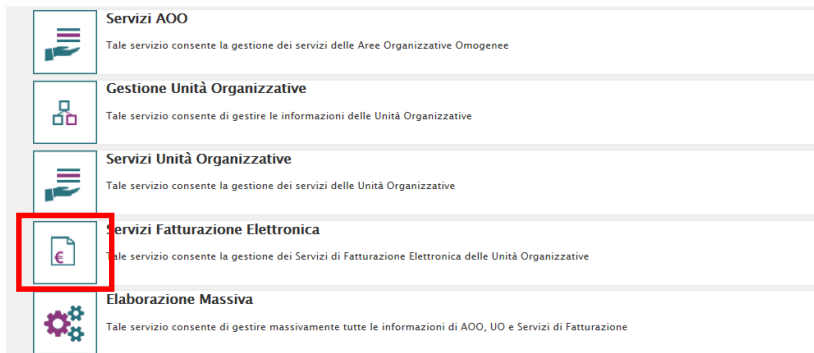 Servizi AOO
Tale servizio consente la gestione dei servizi delle Aree Organizzative Omogenee
Gestione Unità Organizzative
Tale servizio consente di gestire le informazioni delle Unità Organizzative
Servizi Unità Organizzative
Tale servizio consente la gestione dei servizi delle Unità Organizzative
Servizi Fatturazione Elettronica
€
Tale servizio consente la gestione dei Servizi di Fatturazione Elettronica delle Unità Organizzative
Elaborazione Massiva
Tale servizio consente di gestire massivamente tutte le informazioni di AOO, UO e Servizi di Fatturazione